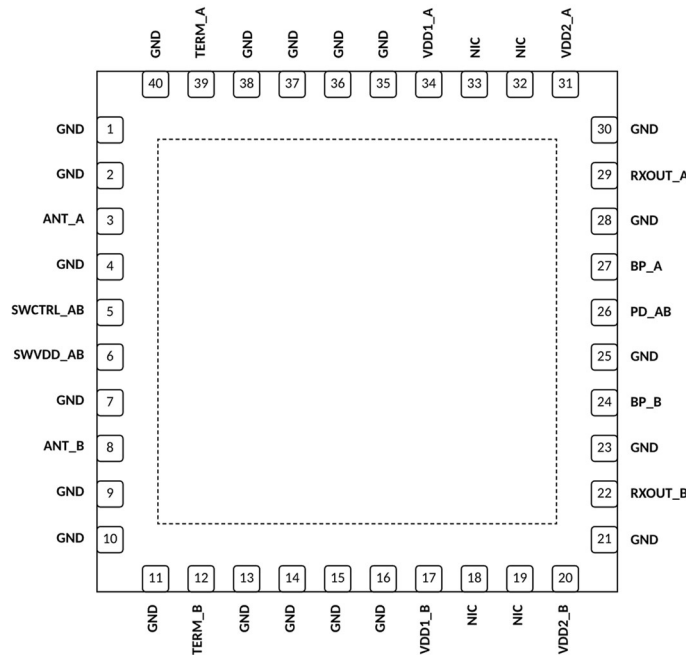 GND TERM_A GND GND GND GND VDD1_A NIC NIC VDD2_A
40 39 38 37 36 35 34 33 32 31
GND 1 30 GND
GND 2 29 RXOUT_A
ANT_A 3 28 GND
GND 4 27 BP_A
SWCTRL_AB 5 26 PD_AB
SWVDD_AB 6 25 GND
GND 7 24 BP_B
ANT_B 8 23 GND
GND 9 22 RXOUT_B
GND 10 21 GND
11 12 13 14 15 16 17 18 19 20
GND TERM_B GND GND GND GND VDD1_B NIC NIC VDD2_B